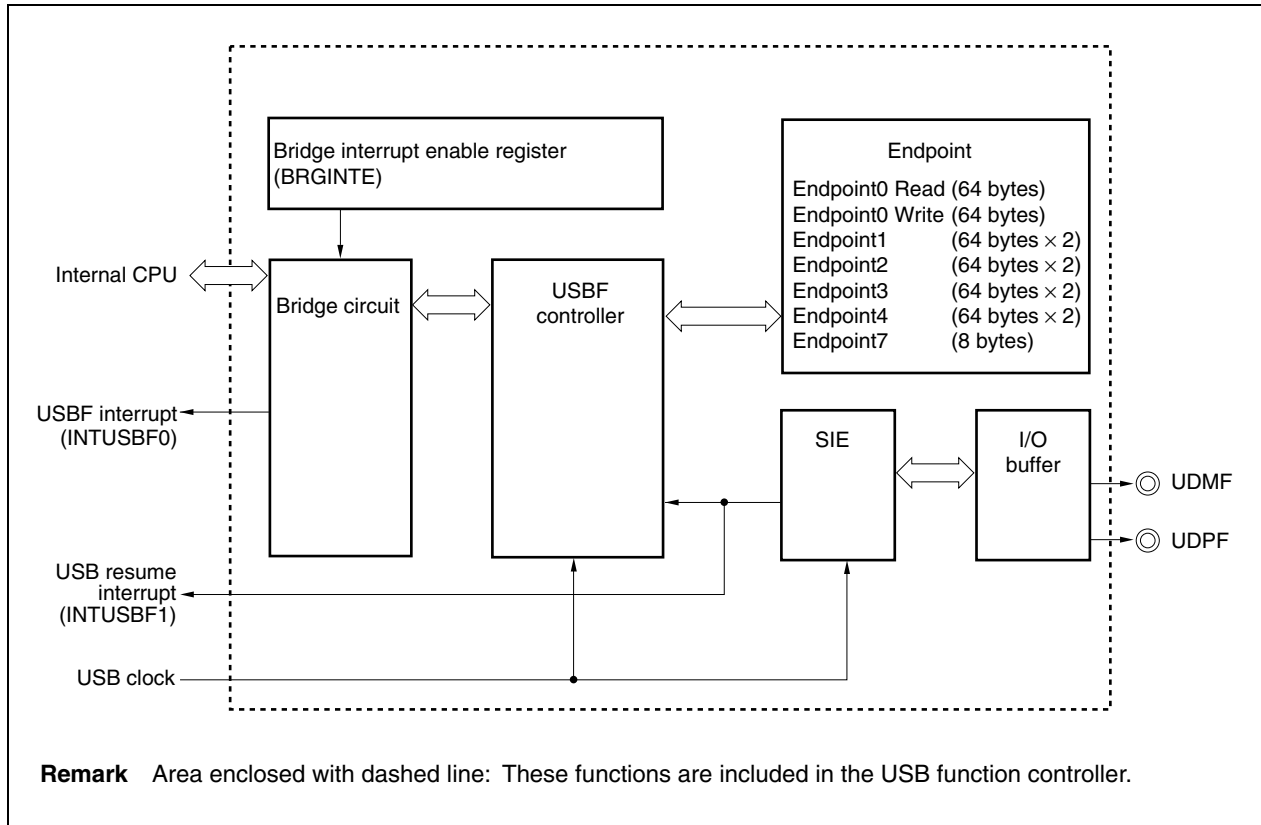 Bridge interrupt enable register
(BRGINTE)
Endpoint
Endpoint0 Read (64 bytes)
Endpoint0 Write (64 bytes)
Endpoint1 (64 bytes × 2)
Endpoint2 (64 bytes × 2)
Endpoint3 (64 bytes × 2)
Endpoint4 (64 bytes × 2)
Endpoint7 (8 bytes)
Internal CPU
Bridge circuit
USBF
controller
USBF interrupt
(INTUSBF0)
SIE
I/O
buffer
UDMF
UDPF
USB resume
interrupt
(INTUSBF1)
USB clock
Remark Area enclosed with dashed line: These functions are included in the USB function controller.